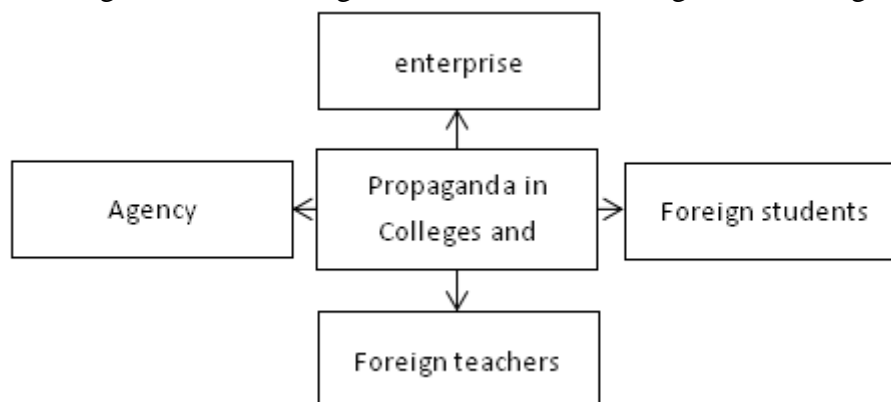 enterprise
Agency
Propaganda in
Colleges and
Foreign students
Foreign teachers